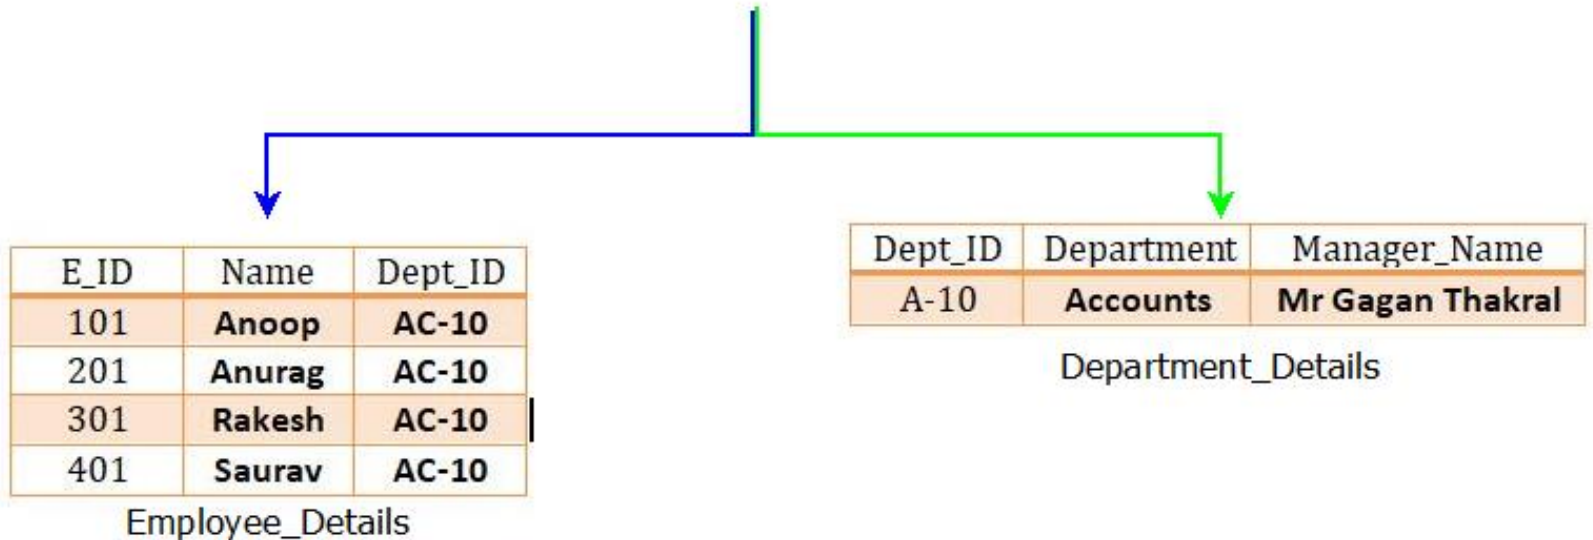 E_ID Name Dept_ID
101 Anoop AC-10
201 Anurag AC-10
301 Rakesh AC-10
401 Saurav AC-10
Employee_Details
Dept_ID Department Manager_Name
A-10 Accounts Mr Gagan Thakral
Department_Details